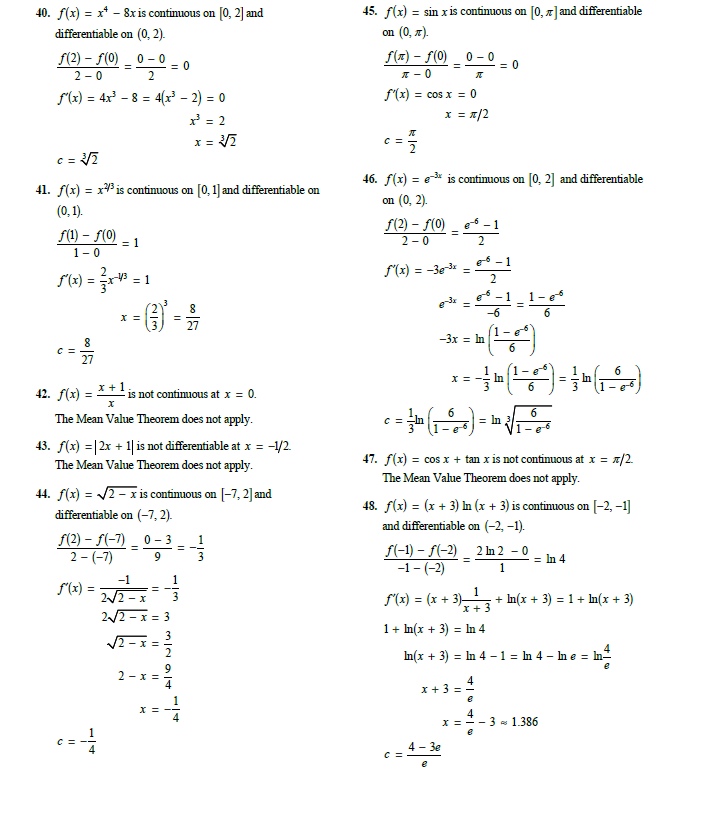 40. f(x) = x⁴ − 8x is continuous on [0, 2] and
differentiable on (0, 2).
(f(2) − f(0))/(2 − 0) = (0 − 0)/2 = 0
f′(x) = 4x³ − 8 = 4(x³ − 2) = 0
x³ = 2
x = ∛2
c = ∛2
41. f(x) = x^(2/3) is continuous on [0, 1] and differentiable on
(0, 1).
(f(1) − f(0))/(1 − 0) = 1
f′(x) = (2/3)x^(−1/3) = 1
x = (2/3)³ = 8/27
c = 8/27
42. f(x) = (x + 1)/x is not continuous at x = 0.
The Mean Value Theorem does not apply.
43. f(x) = |2x + 1| is not differentiable at x = −1/2.
The Mean Value Theorem does not apply.
44. f(x) = √(2 − x) is continuous on [−7, 2] and
differentiable on (−7, 2).
(f(2) − f(−7))/(2 − (−7)) = (0 − 3)/9 = −1/3
f′(x) = −1/(2√(2 − x)) = −1/3
2√(2 − x) = 3
√(2 − x) = 3/2
2 − x = 9/4
x = −1/4
c = −1/4
45. f(x) = sin x is continuous on [0, π] and differentiable
on (0, π).
(f(π) − f(0))/(π − 0) = (0 − 0)/π = 0
f′(x) = cos x = 0
x = π/2
c = π/2
46. f(x) = e^(−3x) is continuous on [0, 2] and differentiable
on (0, 2).
(f(2) − f(0))/(2 − 0) = (e⁻⁶ − 1)/2
f′(x) = −3e^(−3x) = (e⁻⁶ − 1)/2
e^(−3x) = (e⁻⁶ − 1)/−6 = (1 − e⁻⁶)/6
−3x = ln((1 − e⁻⁶)/6)
x = −(1/3) ln((1 − e⁻⁶)/6) = (1/3) ln(6/(1 − e⁻⁶))
c = (1/3)ln(6/(1 − e⁻⁶)) = ln ∛(6/(1 − e⁻⁶))
47. f(x) = cos x + tan x is not continuous at x = π/2.
The Mean Value Theorem does not apply.
48. f(x) = (x + 3) ln (x + 3) is continuous on [−2, −1]
and differentiable on (−2, −1).
(f(−1) − f(−2))/(−1 − (−2)) = (2 ln 2 − 0)/1 = ln 4
f′(x) = (x + 3)(1/(x + 3)) + ln(x + 3) = 1 + ln(x + 3)
1 + ln(x + 3) = ln 4
ln(x + 3) = ln 4 − 1 = ln 4 − ln e = ln(4/e)
x + 3 = 4/e
x = 4/e − 3 ≈ 1.386
c = (4 − 3e)/e